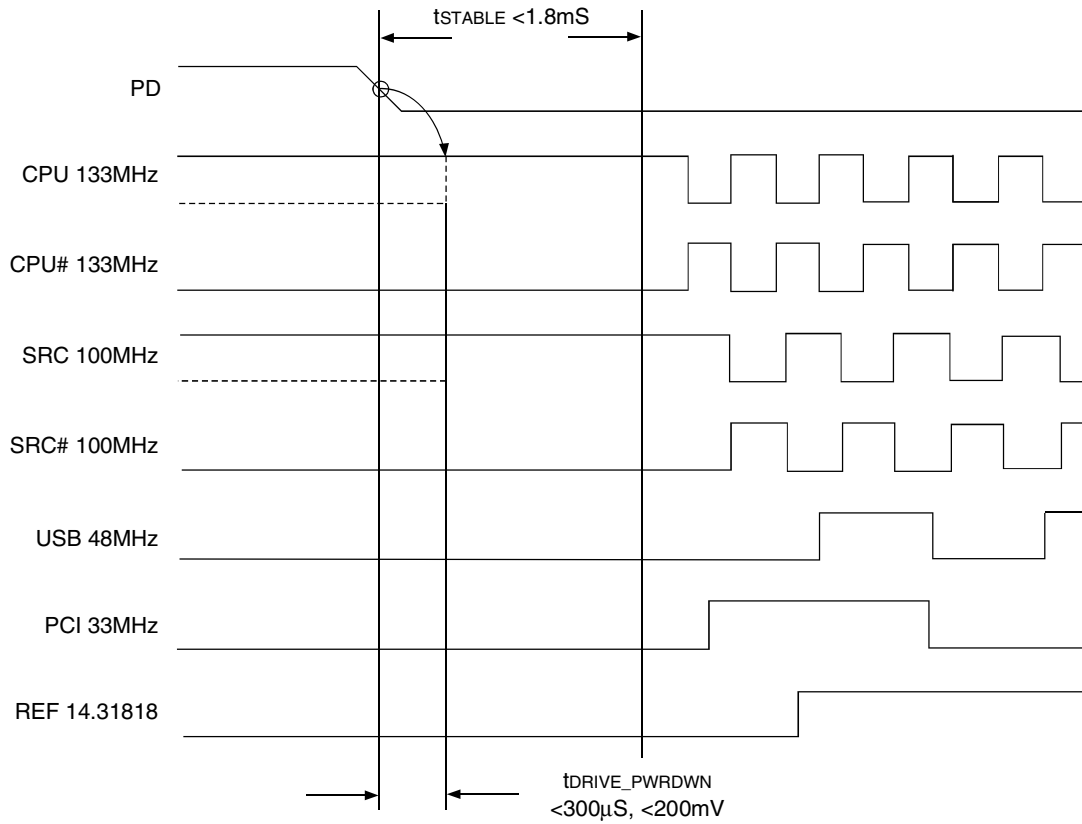 tSTABLE <1.8mS
PD
CPU 133MHz
CPU# 133MHz
SRC 100MHz
SRC# 100MHz
USB 48MHz
PCI 33MHz
REF 14.31818
tDRIVE_PWRDWN
<300µS, <200mV